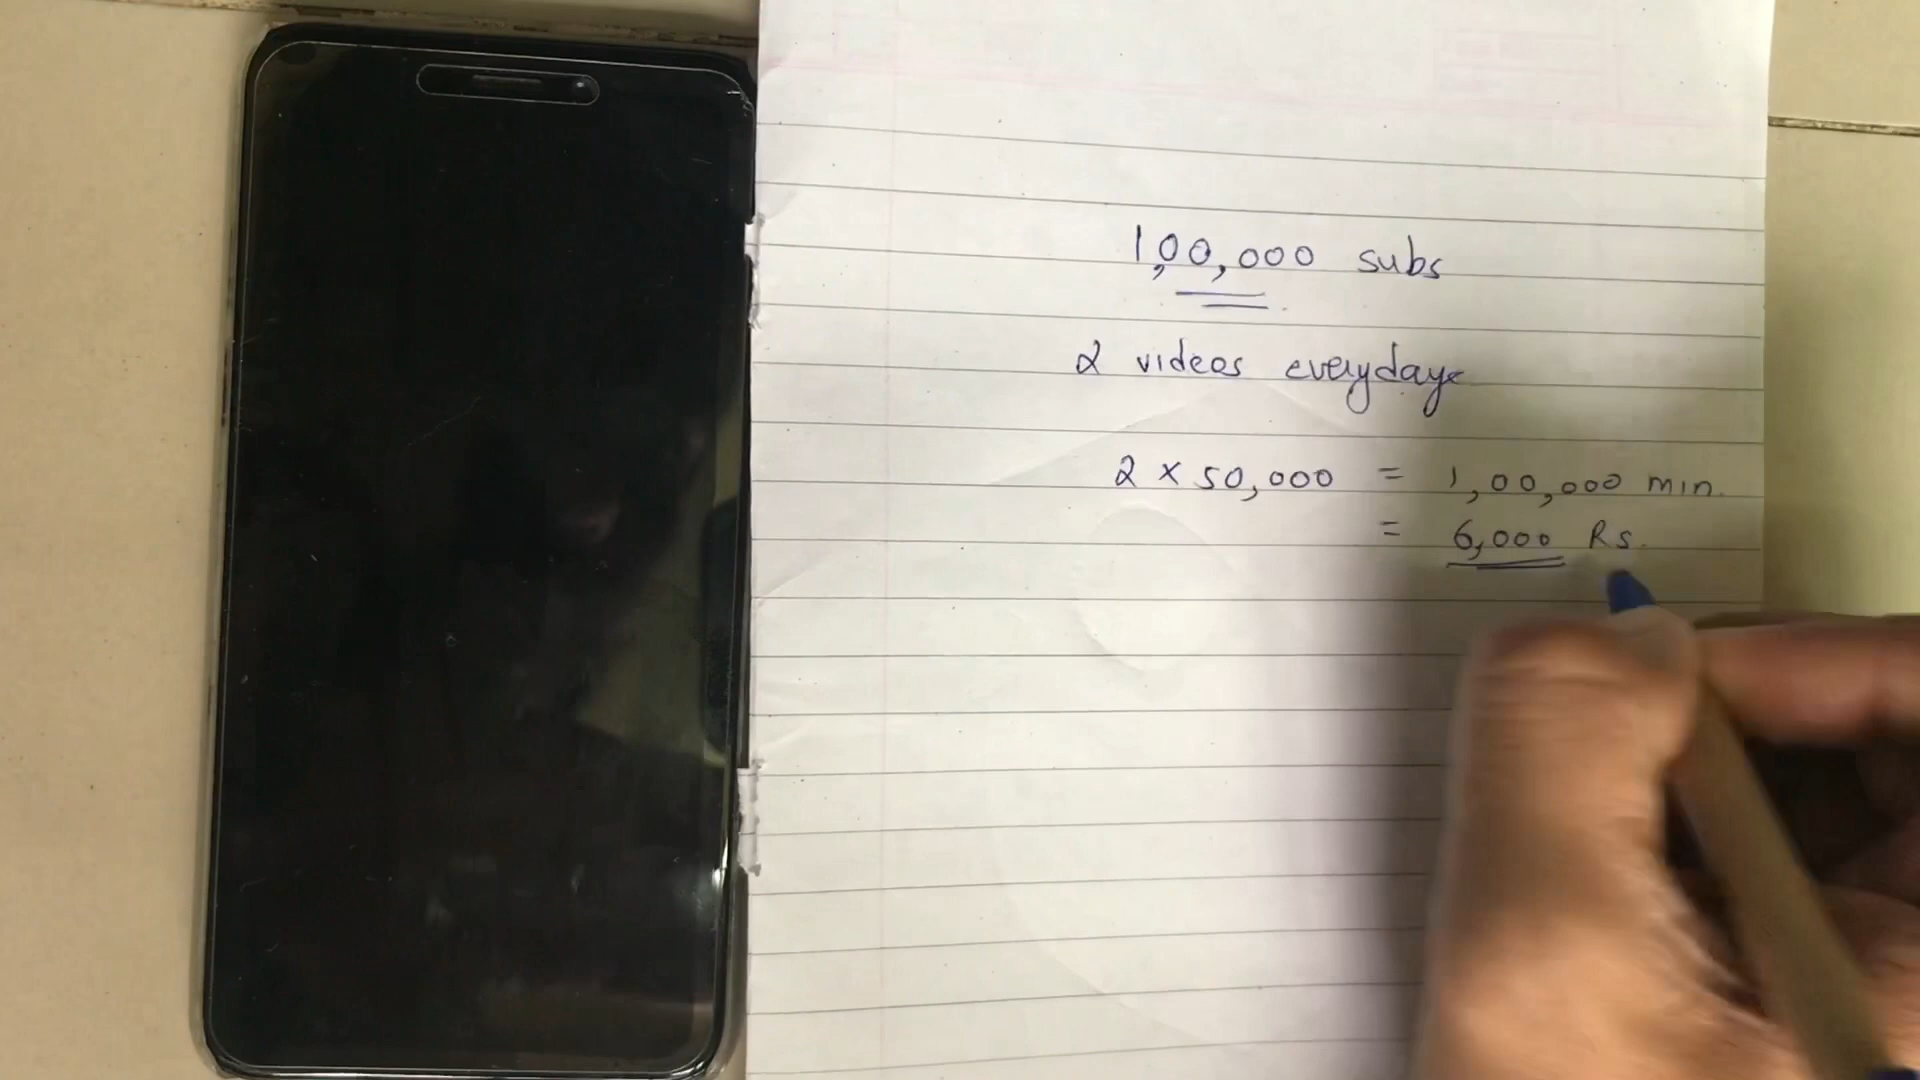 1,00,000 subs
2 videos everyday
2 × 50,000 = 1,00,000 min.
= 6,000 Rs.